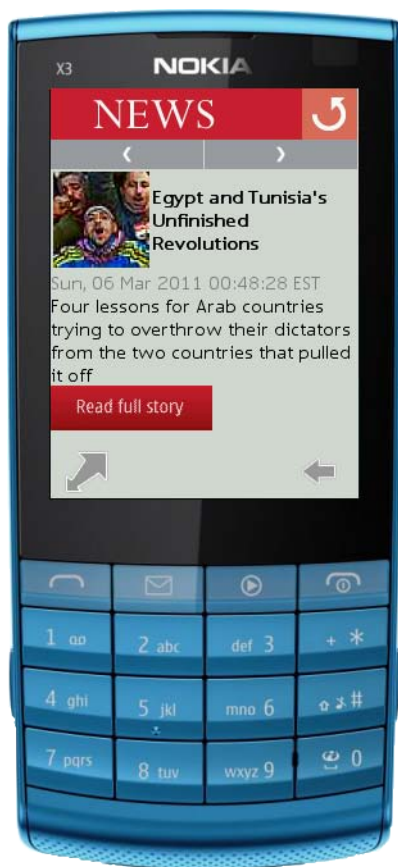 X3 NOKIA
NEWS
Egypt and Tunisia's
Unfinished
Revolutions
Sun, 06 Mar 2011 00:48:28 EST
Four lessons for Arab countries
trying to overthrow their dictators
from the two countries that pulled
it off
Read full story
1 2 abc def 3 + *
4 ghi 5 jkl mno 6 #
7 pqrs 8 tuv wxyz 9 0